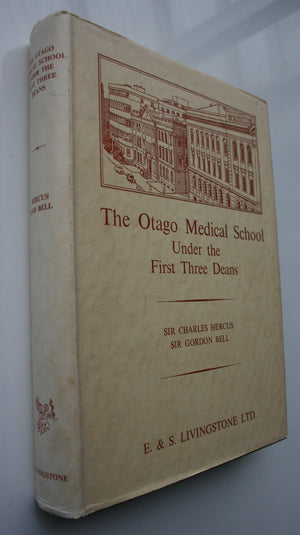 The Otago Medical School
Under the
First Three Deans
SIR CHARLES HERCUS
SIR GORDON BELL
E. & S. LIVINGSTONE LTD.
THE OTAGO
MEDICAL SCHOOL
UNDER THE
FIRST THREE
DEANS
HERCUS
AND BELL
LIVINGSTONE